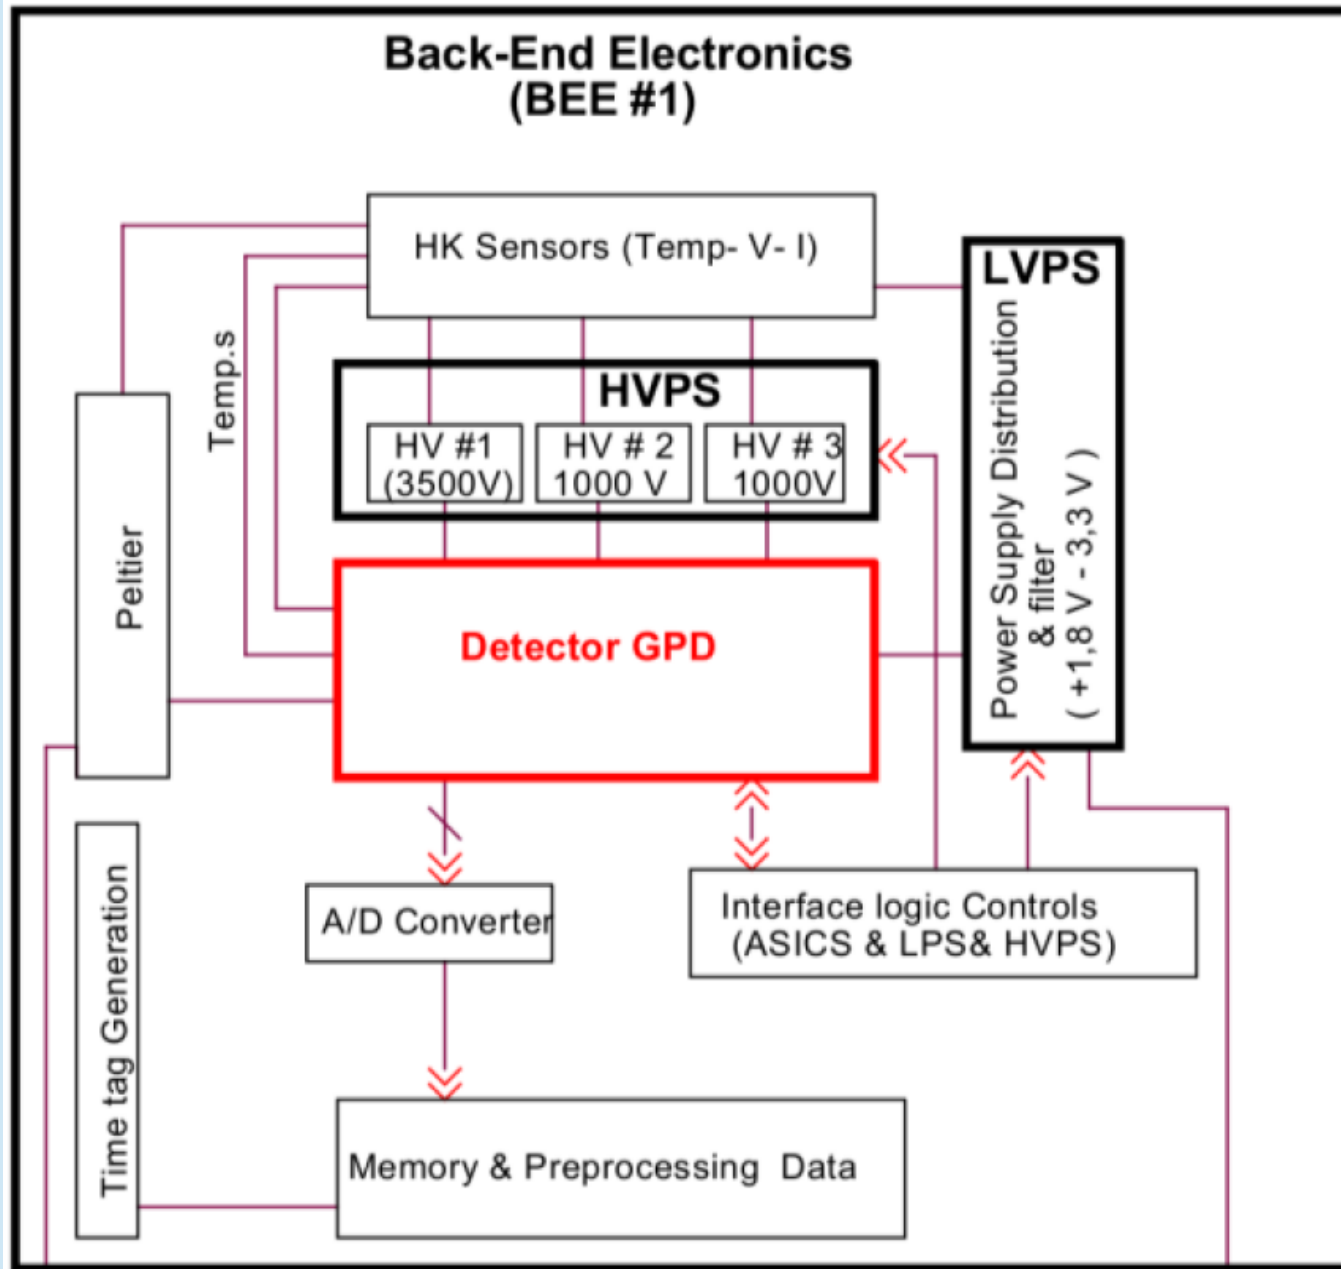 Back-End Electronics
(BEE #1)
HK Sensors (Temp- V- I)
LVPS
Power Supply Distribution
& filter
( +1,8 V - 3,3 V )
Temp.s
HVPS
HV #1
(3500V)
HV # 2
1000 V
HV # 3
1000V
Peltier
Detector GPD
A/D Converter
Interface logic Controls
(ASICS & LPS& HVPS)
Time tag Generation
Memory & Preprocessing  Data